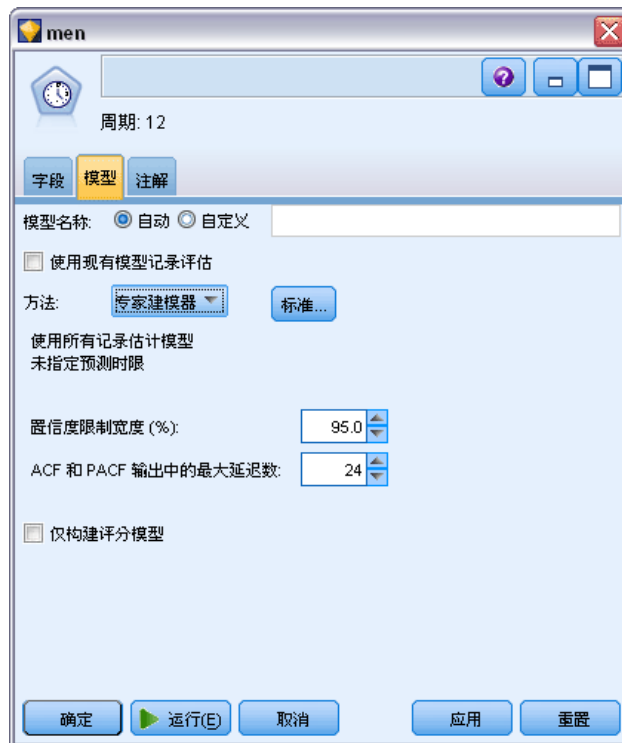 men
周期: 12
字段 模型 注解
模型名称: 自动 自定义
使用现有模型记录评估
方法: 专家建模器 标准...
使用所有记录估计模型
未指定预测时限
置信度限制宽度 (%): 95.0
ACF 和 PACF 输出中的最大延迟数: 24
仅构建评分模型
确定 运行(E) 取消 应用 重置